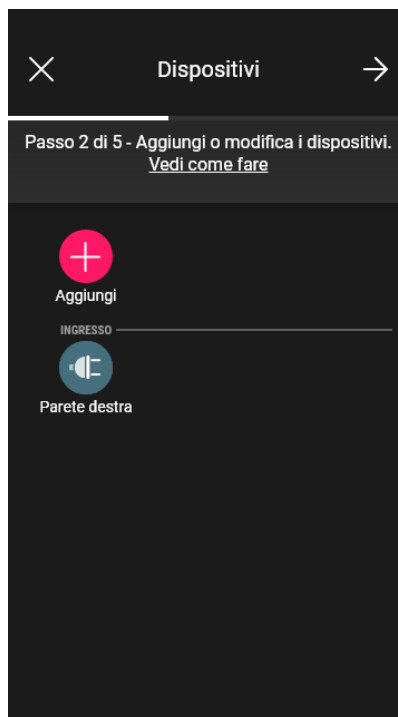 Dispositivi
Passo 2 di 5 - Aggiungi o modifica i dispositivi.
Vedi come fare
Aggiungi
INGRESSO
Parete destra